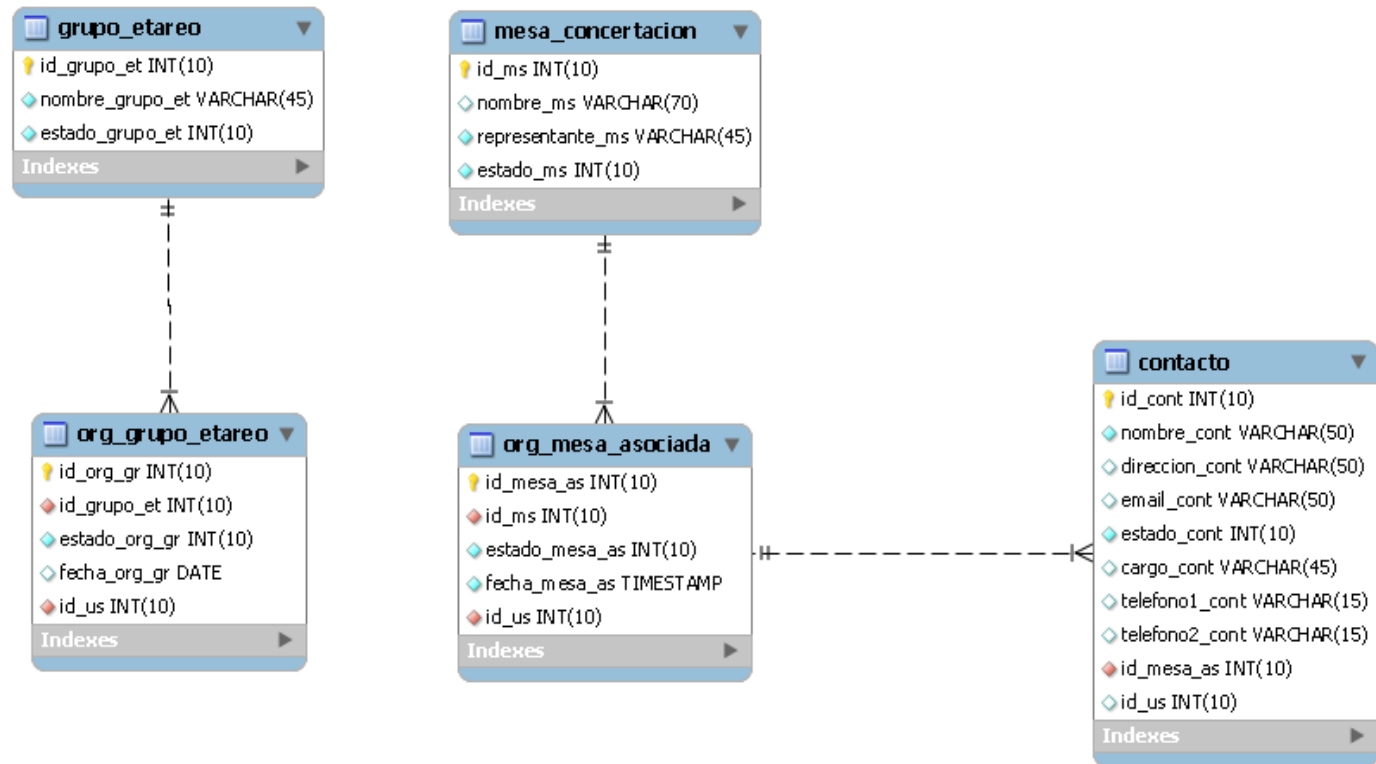 grupo_etareo
id_grupo_et INT(10)
nombre_grupo_et VARCHAR(45)
estado_grupo_et INT(10)
Indexes
mesa_concertacion
id_ms INT(10)
nombre_ms VARCHAR(70)
representante_ms VARCHAR(45)
estado_ms INT(10)
Indexes
org_grupo_etareo
id_org_gr INT(10)
id_grupo_et INT(10)
estado_org_gr INT(10)
fecha_org_gr DATE
id_us INT(10)
Indexes
org_mesa_asociada
id_mesa_as INT(10)
id_ms INT(10)
estado_mesa_as INT(10)
fecha_mesa_as TIMESTAMP
id_us INT(10)
Indexes
contacto
id_cont INT(10)
nombre_cont VARCHAR(50)
direccion_cont VARCHAR(50)
email_cont VARCHAR(50)
estado_cont INT(10)
cargo_cont VARCHAR(45)
telefono1_cont VARCHAR(15)
telefono2_cont VARCHAR(15)
id_mesa_as INT(10)
id_us INT(10)
Indexes